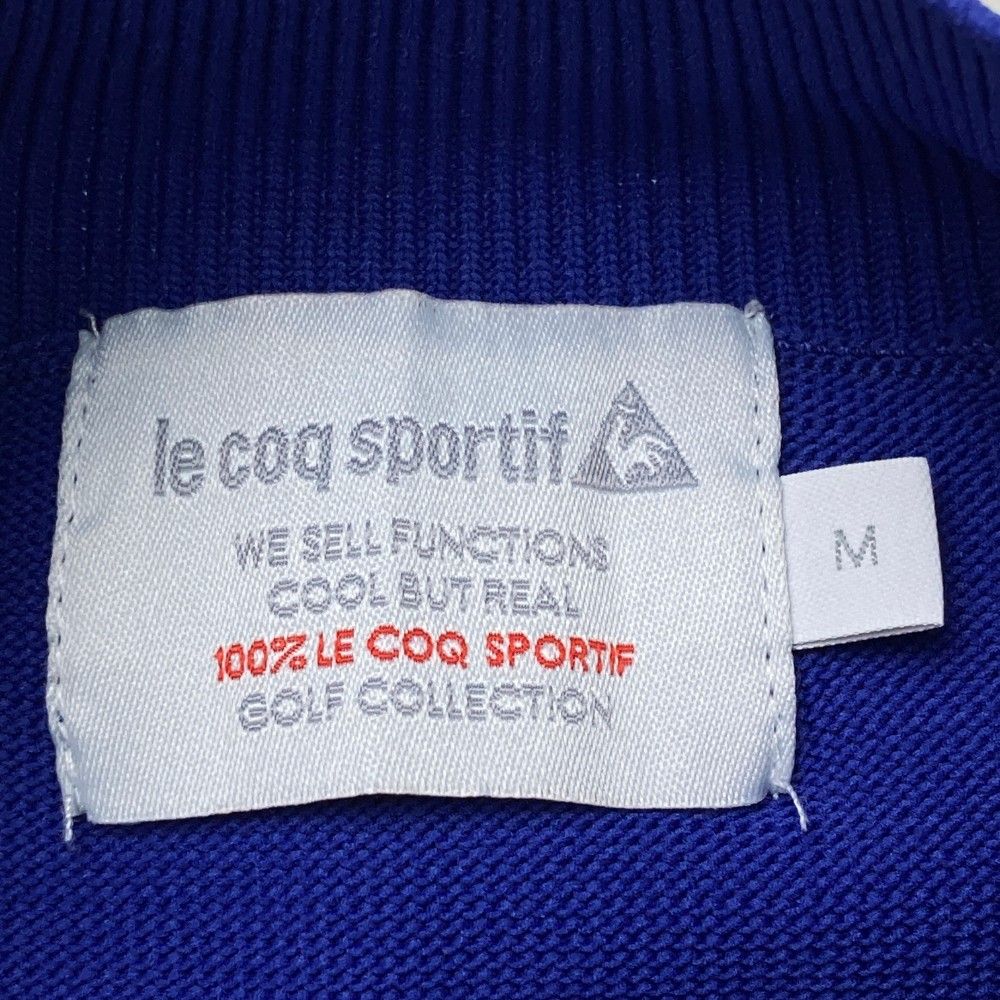 le coq sportif
WE SELL FUNCTIONS
COOL BUT REAL
100% LE COQ SPORTIF
GOLF COLLECTION
M